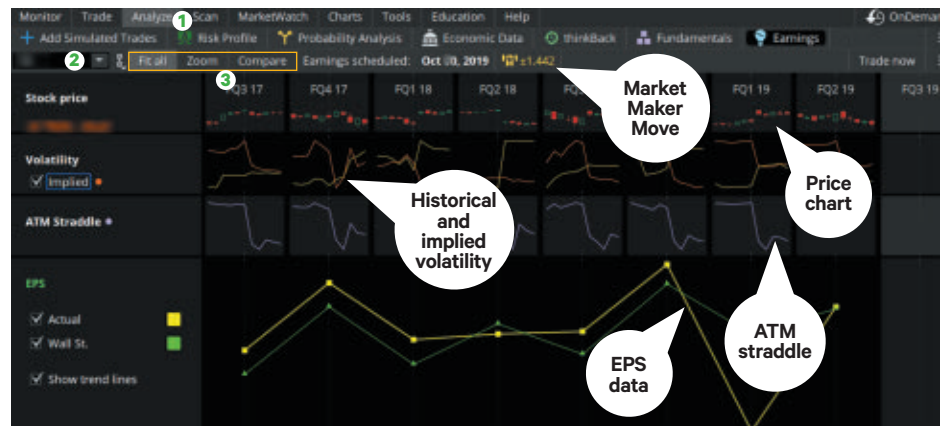 Monitor Trade Analyze Scan MarketWatch Charts Tools Education Help OnDemand
1
+ Add Simulated Trades Risk Profile Probability Analysis Economic Data thinkBack Fundamentals Earnings
2 Fit all Zoom Compare Earnings scheduled: Oct 2019 ±1.442 Trade now
3
Stock price FQ3 17 FQ4 17 FQ1 18 FQ2 18 FQ1 19 FQ2 19 FQ3 19
Market
Maker
Move
Volatility
Implied
Price
chart
Historical
and
implied
volatility
ATM Straddle
EPS
Actual
Wall St.
Show trend lines
ATM
straddle
EPS
data